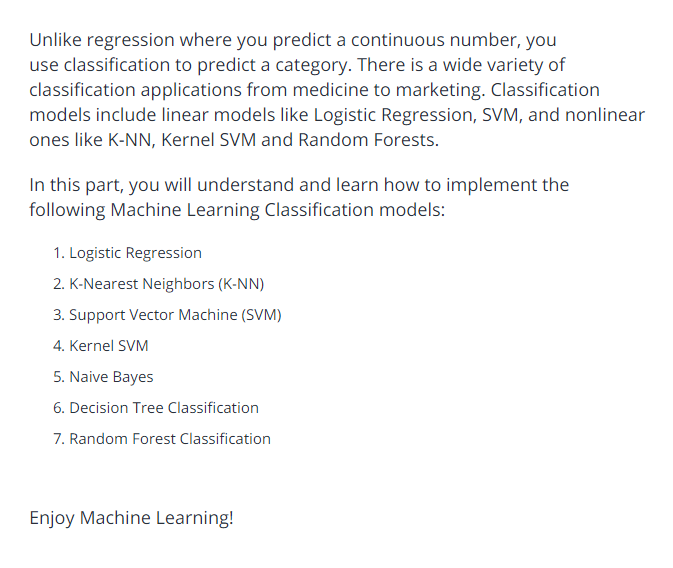 Unlike regression where you predict a continuous number, you
use classification to predict a category. There is a wide variety of
classification applications from medicine to marketing. Classification
models include linear models like Logistic Regression, SVM, and nonlinear
ones like K-NN, Kernel SVM and Random Forests.
In this part, you will understand and learn how to implement the
following Machine Learning Classification models:
1. Logistic Regression
2. K-Nearest Neighbors (K-NN)
3. Support Vector Machine (SVM)
4. Kernel SVM
5. Naive Bayes
6. Decision Tree Classification
7. Random Forest Classification
Enjoy Machine Learning!